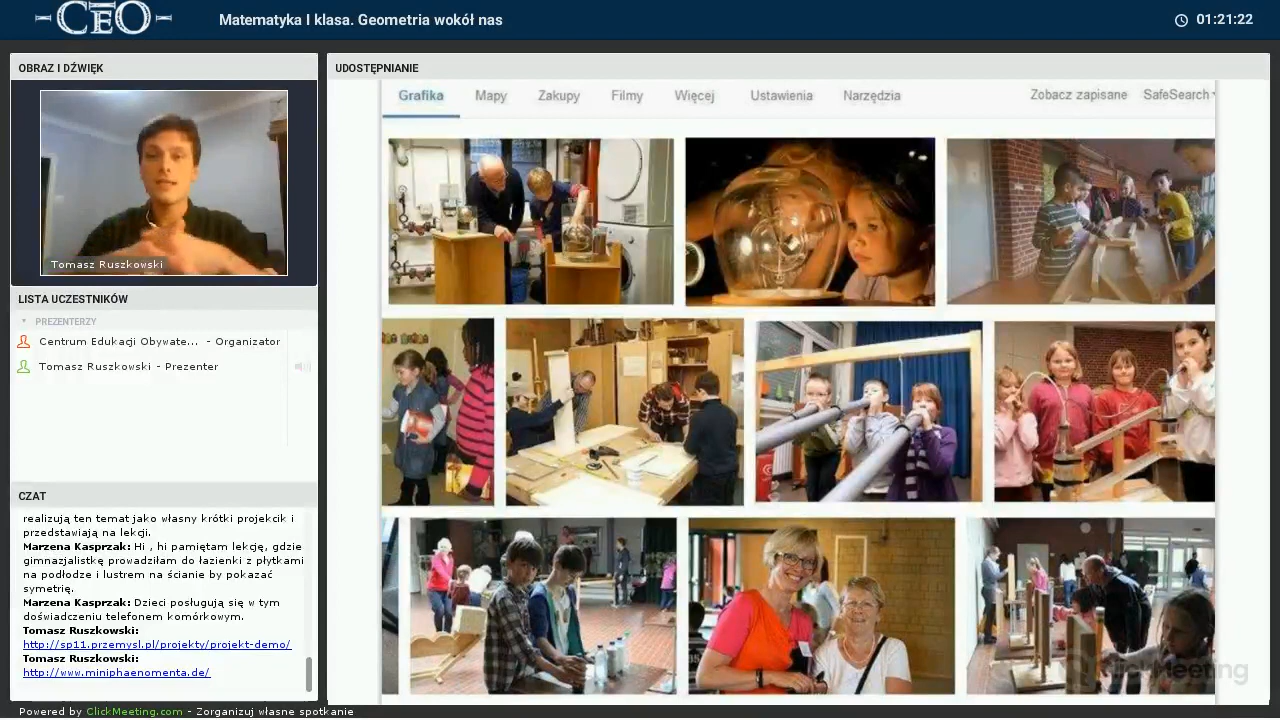 CEO
Matematyka I klasa. Geometria wokół nas
01:21:22
OBRAZ I DŹWIĘK
Tomasz Ruszkowski
LISTA UCZESTNIKÓW
PREZENTERZY
Centrum Edukacji Obywate... - Organizator
Tomasz Ruszkowski - Prezenter
CZAT
realizują ten temat jako własny krótki projekcik i
przedstawiają na lekcji.
Marzena Kasprzak: Hi , hi pamiętam lekcję, gdzie
gimnazjalistkę prowadziłam do łazienki z płytkami
na podłodze i lustrem na ścianie by pokazać
symetrię.
Marzena Kasprzak: Dzieci posługują się w tym
doświadczeniu telefonem komórkowym.
Tomasz Ruszkowski:
http://sp11.przemysl.pl/projekty/projekt-demo/
Tomasz Ruszkowski:
http://www.miniphaenomenta.de/
UDOSTĘPNIANIE
Grafika Mapy Zakupy Filmy Więcej Ustawienia Narzędzia Zobacz zapisane SafeSearch
ClickMeeting
Powered by ClickMeeting.com - Zorganizuj własne spotkanie